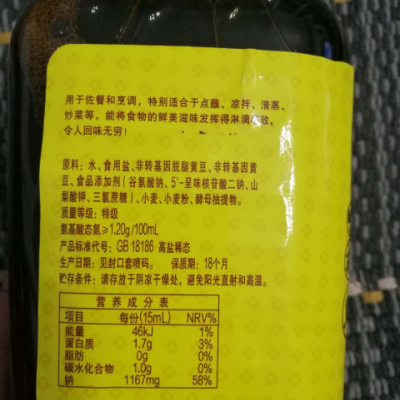 用于佐餐和烹调，特别适合于点蘸、凉拌、清蒸、
炒菜等，能将食物的鲜美滋味发挥得淋漓尽致，
令人回味无穷！
原料：水、食用盐、非转基因脱脂黄豆、非转基因黄
豆、食品添加剂（谷氨酸钠、5'-呈味核苷酸二钠、山
梨酸钾、三氯蔗糖）、小麦、小麦粉、酵母抽提物。
质量等级：特级
氨基酸态氮≥1.20g/100mL
产品标准代号：GB 18186 高盐稀态
生产日期：见封口套喷码。 保质期：18个月
贮存条件：请存放于阴凉干燥处，避免阳光直射和高温。
营养成分表
项目 每份(15mL) NRV%
能量 46kJ 1%
蛋白质 1.7g 3%
脂肪 0g 0%
碳水化合物 1.0g 0%
钠 1167mg 58%